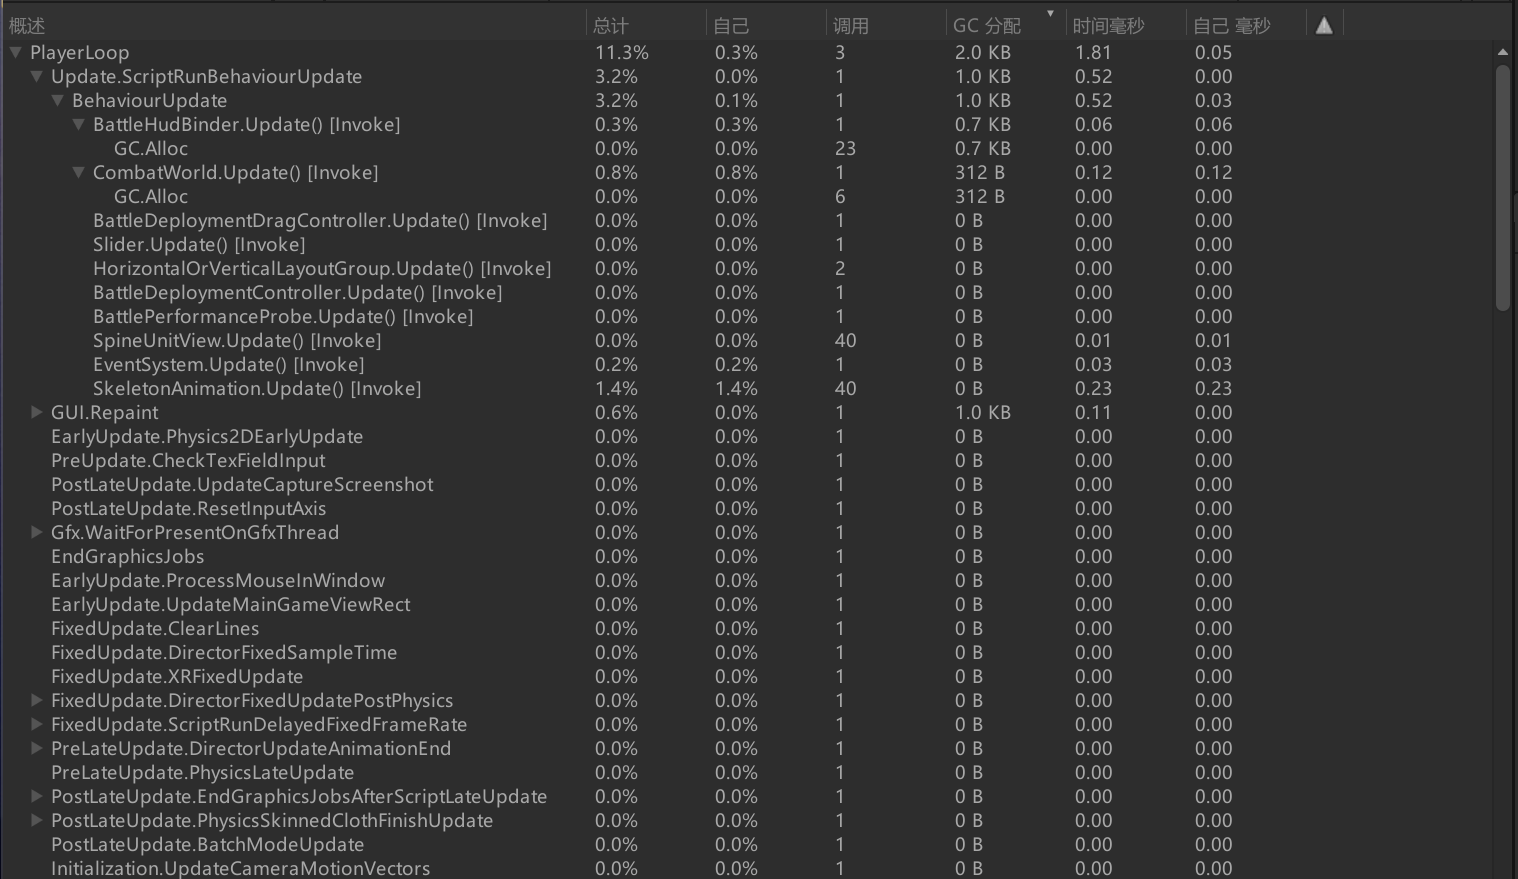 概述 总计 自己 调用 GC 分配 时间毫秒 自己 毫秒
PlayerLoop 11.3% 0.3% 3 2.0 KB 1.81 0.05
Update.ScriptRunBehaviourUpdate 3.2% 0.0% 1 1.0 KB 0.52 0.00
BehaviourUpdate 3.2% 0.1% 1 1.0 KB 0.52 0.03
BattleHudBinder.Update() [Invoke] 0.3% 0.3% 1 0.7 KB 0.06 0.06
GC.Alloc 0.0% 0.0% 23 0.7 KB 0.00 0.00
CombatWorld.Update() [Invoke] 0.8% 0.8% 1 312 B 0.12 0.12
GC.Alloc 0.0% 0.0% 6 312 B 0.00 0.00
BattleDeploymentDragController.Update() [Invoke] 0.0% 0.0% 1 0 B 0.00 0.00
Slider.Update() [Invoke] 0.0% 0.0% 1 0 B 0.00 0.00
HorizontalOrVerticalLayoutGroup.Update() [Invoke] 0.0% 0.0% 2 0 B 0.00 0.00
BattleDeploymentController.Update() [Invoke] 0.0% 0.0% 1 0 B 0.00 0.00
BattlePerformanceProbe.Update() [Invoke] 0.0% 0.0% 1 0 B 0.00 0.00
SpineUnitView.Update() [Invoke] 0.0% 0.0% 40 0 B 0.01 0.01
EventSystem.Update() [Invoke] 0.2% 0.2% 1 0 B 0.03 0.03
SkeletonAnimation.Update() [Invoke] 1.4% 1.4% 40 0 B 0.23 0.23
GUI.Repaint 0.6% 0.0% 1 1.0 KB 0.11 0.00
EarlyUpdate.Physics2DEarlyUpdate 0.0% 0.0% 1 0 B 0.00 0.00
PreUpdate.CheckTexFieldInput 0.0% 0.0% 1 0 B 0.00 0.00
PostLateUpdate.UpdateCaptureScreenshot 0.0% 0.0% 1 0 B 0.00 0.00
PostLateUpdate.ResetInputAxis 0.0% 0.0% 1 0 B 0.00 0.00
Gfx.WaitForPresentOnGfxThread 0.0% 0.0% 1 0 B 0.00 0.00
EndGraphicsJobs 0.0% 0.0% 1 0 B 0.00 0.00
EarlyUpdate.ProcessMouseInWindow 0.0% 0.0% 1 0 B 0.00 0.00
EarlyUpdate.UpdateMainGameViewRect 0.0% 0.0% 1 0 B 0.00 0.00
FixedUpdate.ClearLines 0.0% 0.0% 1 0 B 0.00 0.00
FixedUpdate.DirectorFixedSampleTime 0.0% 0.0% 1 0 B 0.00 0.00
FixedUpdate.XRFixedUpdate 0.0% 0.0% 1 0 B 0.00 0.00
FixedUpdate.DirectorFixedUpdatePostPhysics 0.0% 0.0% 1 0 B 0.00 0.00
FixedUpdate.ScriptRunDelayedFixedFrameRate 0.0% 0.0% 1 0 B 0.00 0.00
PreLateUpdate.DirectorUpdateAnimationEnd 0.0% 0.0% 1 0 B 0.00 0.00
PreLateUpdate.PhysicsLateUpdate 0.0% 0.0% 1 0 B 0.00 0.00
PostLateUpdate.EndGraphicsJobsAfterScriptLateUpdate 0.0% 0.0% 1 0 B 0.00 0.00
PostLateUpdate.PhysicsSkinnedClothFinishUpdate 0.0% 0.0% 1 0 B 0.00 0.00
PostLateUpdate.BatchModeUpdate 0.0% 0.0% 1 0 B 0.00 0.00
Initialization.UpdateCameraMotionVectors 0.0% 0.0% 1 0 B 0.00 0.00